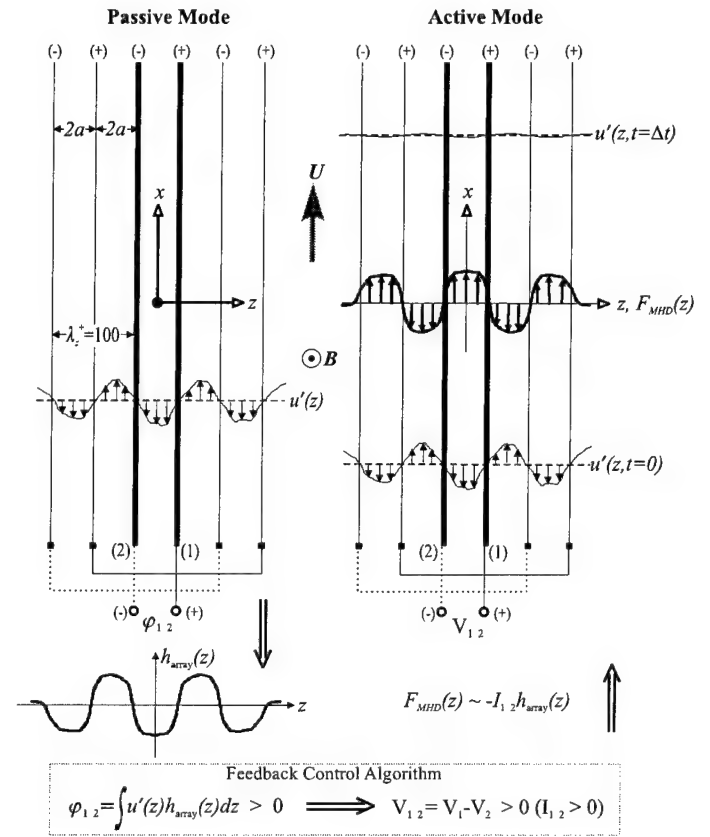 Passive Mode
Active Mode
(-) (+) (-) (+) (-) (+)
(-) (+) (-) (+) (-) (+)
2a 2a
u'(z,t=Δt)
U
x
x
z
z, F_MHD(z)
λ_z^+=100
B
u'(z)
u'(z,t=0)
(2) (1)
(2) (1)
(-) φ_1 2 (+)
(-) V_1 2 (+)
h_array(z)
z
F_MHD(z) ~ -I_1 2 h_array(z)
Feedback Control Algorithm
φ_1 2=∫u'(z)h_array(z)dz > 0 ⟹ V_1 2= V_1-V_2 > 0 (I_1 2 > 0)